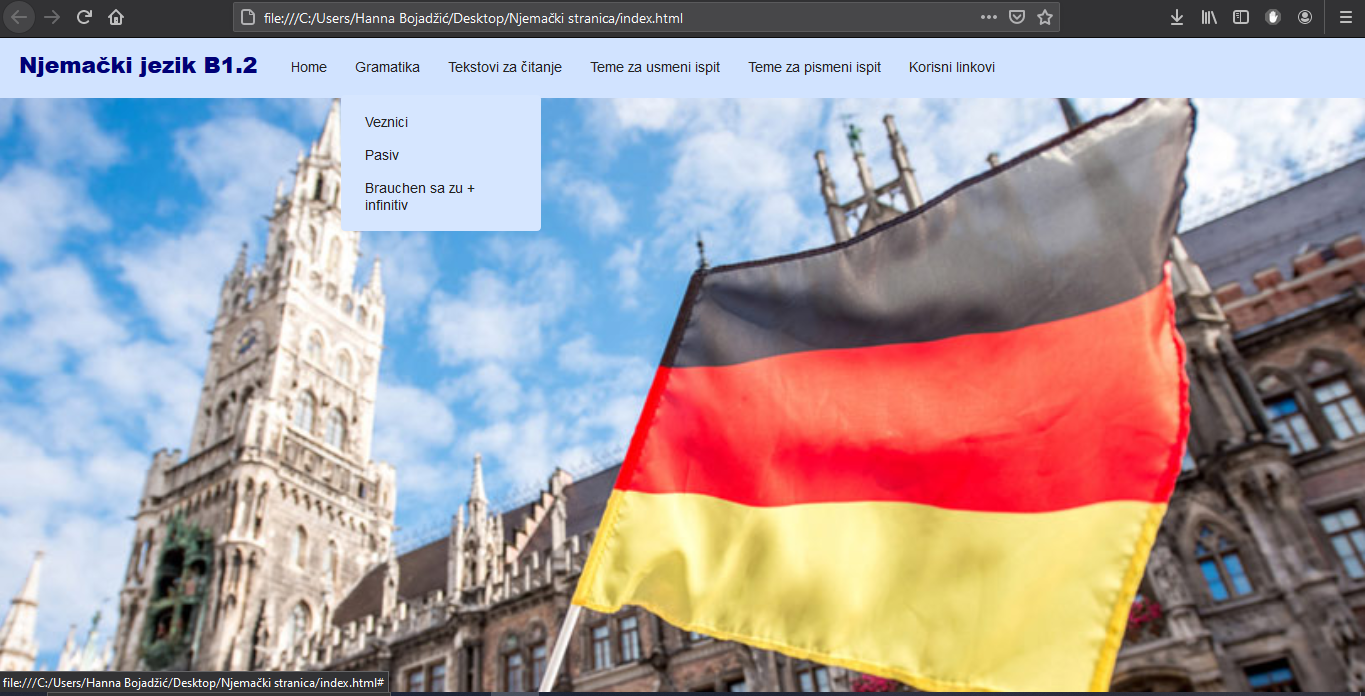 file:///C:/Users/Hanna Bojadžić/Desktop/Njemački stranica/index.html
Njemački jezik B1.2 Home Gramatika Tekstovi za čitanje Teme za usmeni ispit Teme za pismeni ispit Korisni linkovi
Veznici
Pasiv
Brauchen sa zu +
infinitiv
file:///C:/Users/Hanna Bojadžić/Desktop/Njemački stranica/index.html#